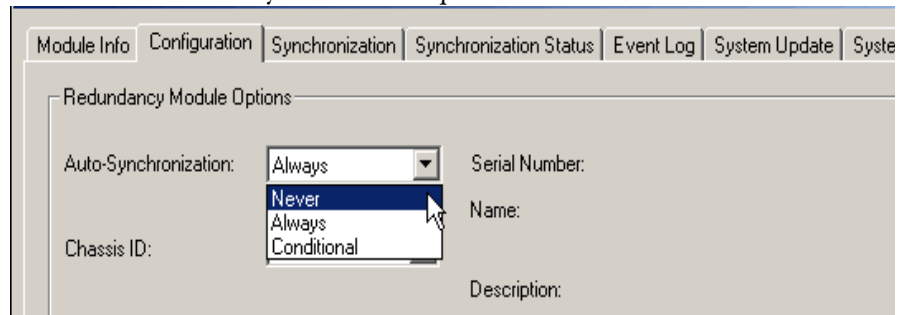 Module Info Configuration Synchronization Synchronization Status Event Log System Update Syste
Redundancy Module Options
Auto-Synchronization: Always Serial Number:
Never
Name:
Always
Chassis ID: Conditional
Description: